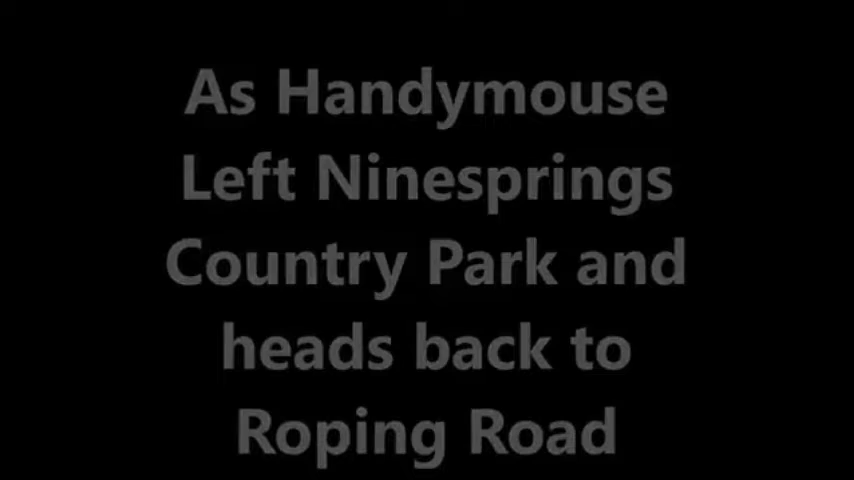 As Handymouse
Left Ninesprings
Country Park and
heads back to
Roping Road